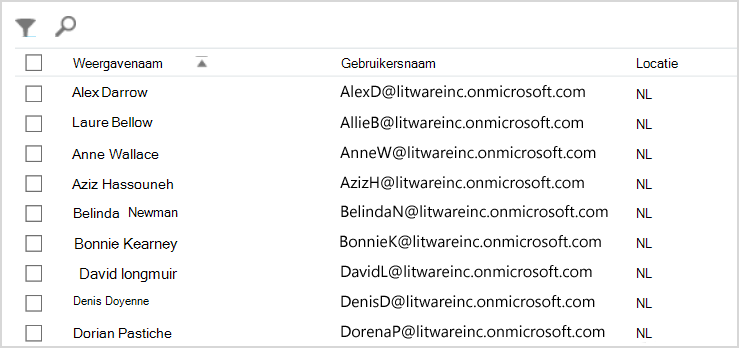 Weergavenaam Gebruikersnaam Locatie
Alex Darrow AlexD@litwareinc.onmicrosoft.com NL
Laure Bellow AllieB@litwareinc.onmicrosoft.com NL
Anne Wallace AnneW@litwareinc.onmicrosoft.com NL
Aziz Hassouneh AzizH@litwareinc.onmicrosoft.com NL
Belinda Newman BelindaN@litwareinc.onmicrosoft.com NL
Bonnie Kearney BonnieK@litwareinc.onmicrosoft.com NL
David longmuir DavidL@litwareinc.onmicrosoft.com NL
Denis Doyenne DenisD@litwareinc.onmicrosoft.com NL
Dorian Pastiche DorenaP@litwareinc.onmicrosoft.com NL